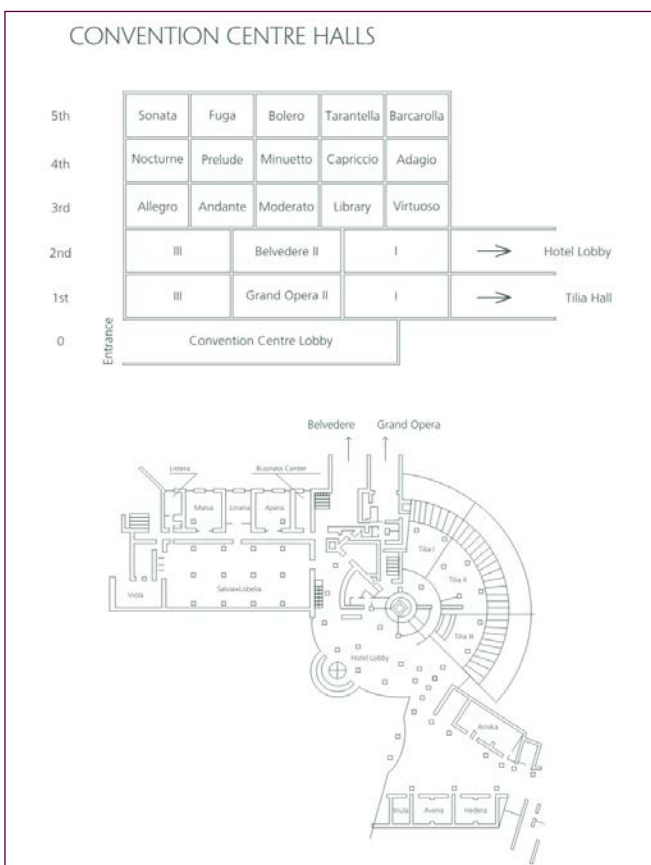 CONVENTION CENTRE HALLS
5th Sonata Fuga Bolero Tarantella Barcarolla
4th Nocturne Prelude Minuetto Capriccio Adagio
3rd Allegro Andante Moderato Library Virtuoso
2nd III Belvedere II I Hotel Lobby
1st III Grand Opera II I Tilia Hall
0 Entrance Convention Centre Lobby
Belvedere Grand Opera
Listera Business Center
Malva Linaria Apera
Tilia I
Tilia II
Viola Salvia+Lobelia
Tilia III
Hotel Lobby
Arnika
Inula Avena Hedera